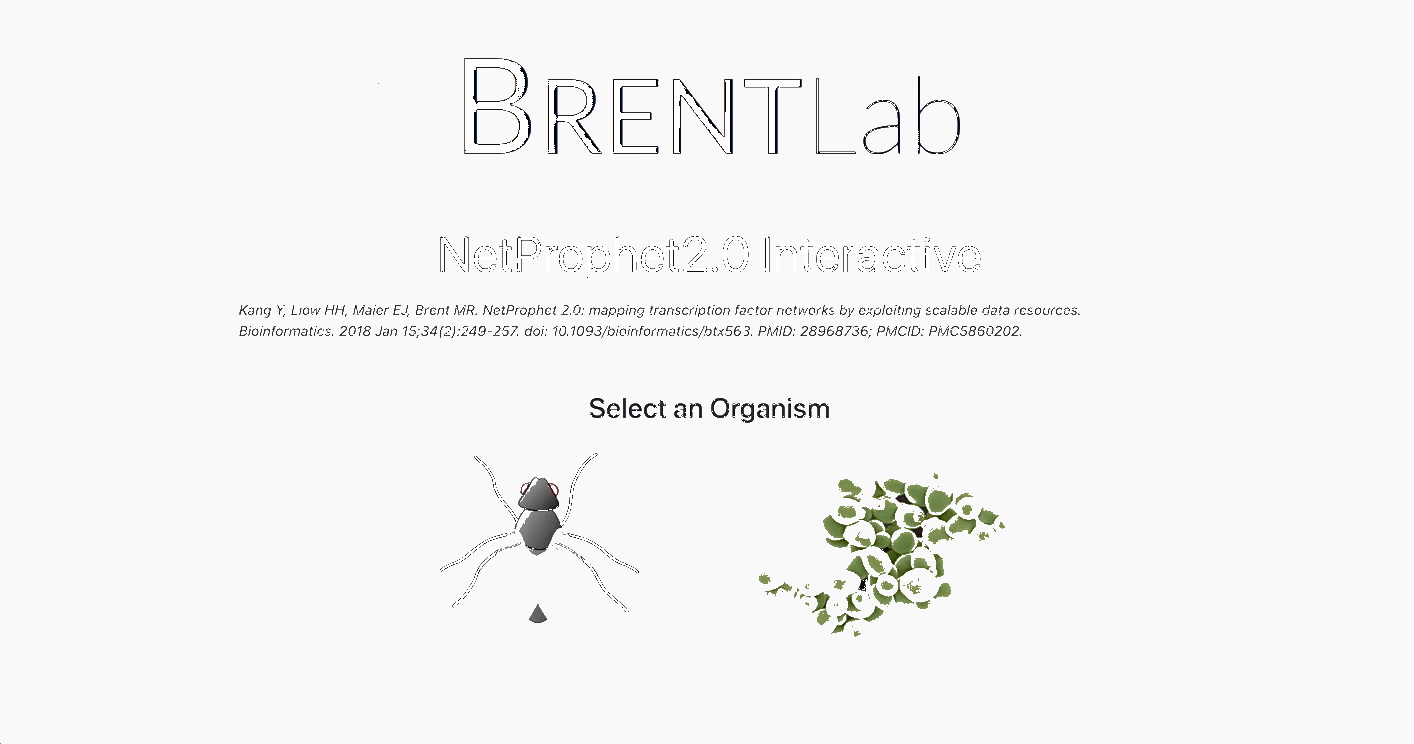 BRENTLab
NetProphet2.0 Interactive
Kang Y, Liow HH, Maier EJ, Brent MR. NetProphet 2.0: mapping transcription factor networks by exploiting scalable data resources.
Bioinformatics. 2018 Jan 15;34(2):249-257. doi: 10.1093/bioinformatics/btx563. PMID: 28968736; PMCID: PMC5860202.
Select an Organism